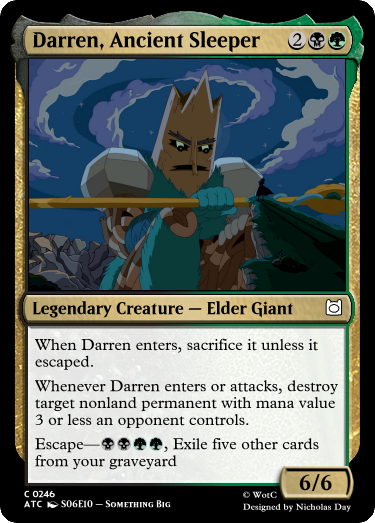 Darren, Ancient Sleeper 2
Legendary Creature — Elder Giant
When Darren enters, sacrifice it unless it
escaped.
Whenever Darren enters or attacks, destroy
target nonland permanent with mana value
3 or less an opponent controls.
Escape—, Exile five other cards
from your graveyard
6/6
C 0246
ATC S06E10 — Something Big
© WotC
Designed by Nicholas Day